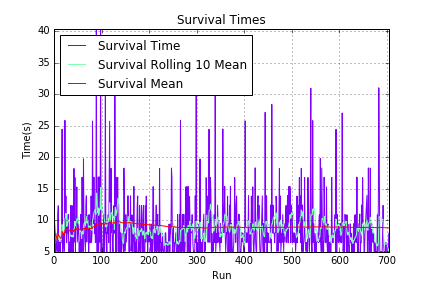 Survival Times
Survival Time
Survival Rolling 10 Mean
Survival Mean
Time(s)
40
35
30
25
20
15
10
5
0 100 200 300 400 500 600 700
Run